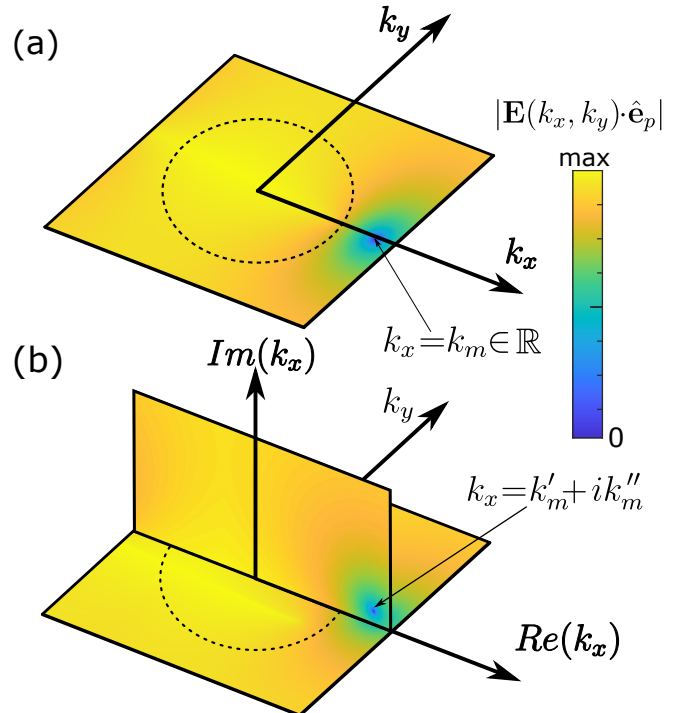 (a)
k_y
|E(k_x, k_y)·ê_p|
max
k_x
k_x = k_m ∈ ℝ
0
(b)
Im(k_x)
k_y
k_x = k'_m + ik''_m
Re(k_x)